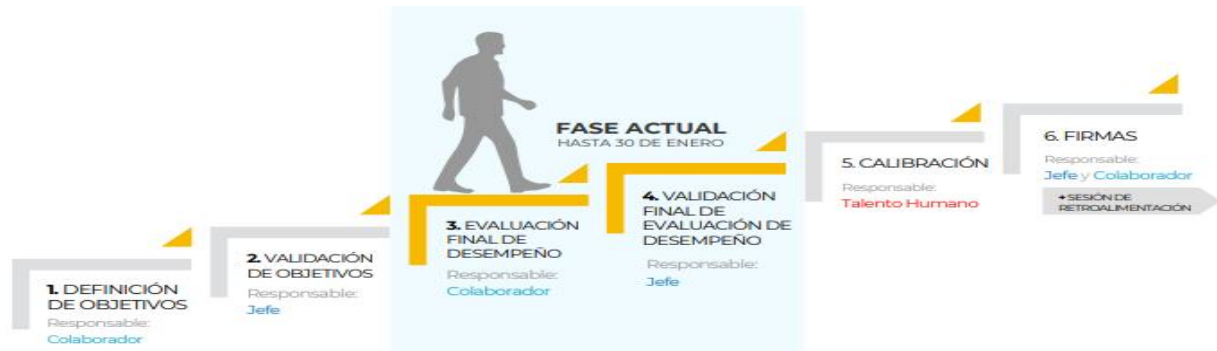 1. DEFINICIÓN
DE OBJETIVOS
Responsable:
Colaborador
2. VALIDACIÓN
DE OBJETIVOS
Responsable:
Jefe
FASE ACTUAL
HASTA 30 DE ENERO
3. EVALUACIÓN
FINAL DE
DESEMPEÑO
Responsable:
Colaborador
4. VALIDACIÓN
FINAL DE
EVALUACIÓN DE
DESEMPEÑO
Responsable:
Jefe
5. CALIBRACIÓN
Responsable:
Talento Humano
6. FIRMAS
Responsable:
Jefe y Colaborador
+SESIÓN DE
RETROALIMENTACIÓN